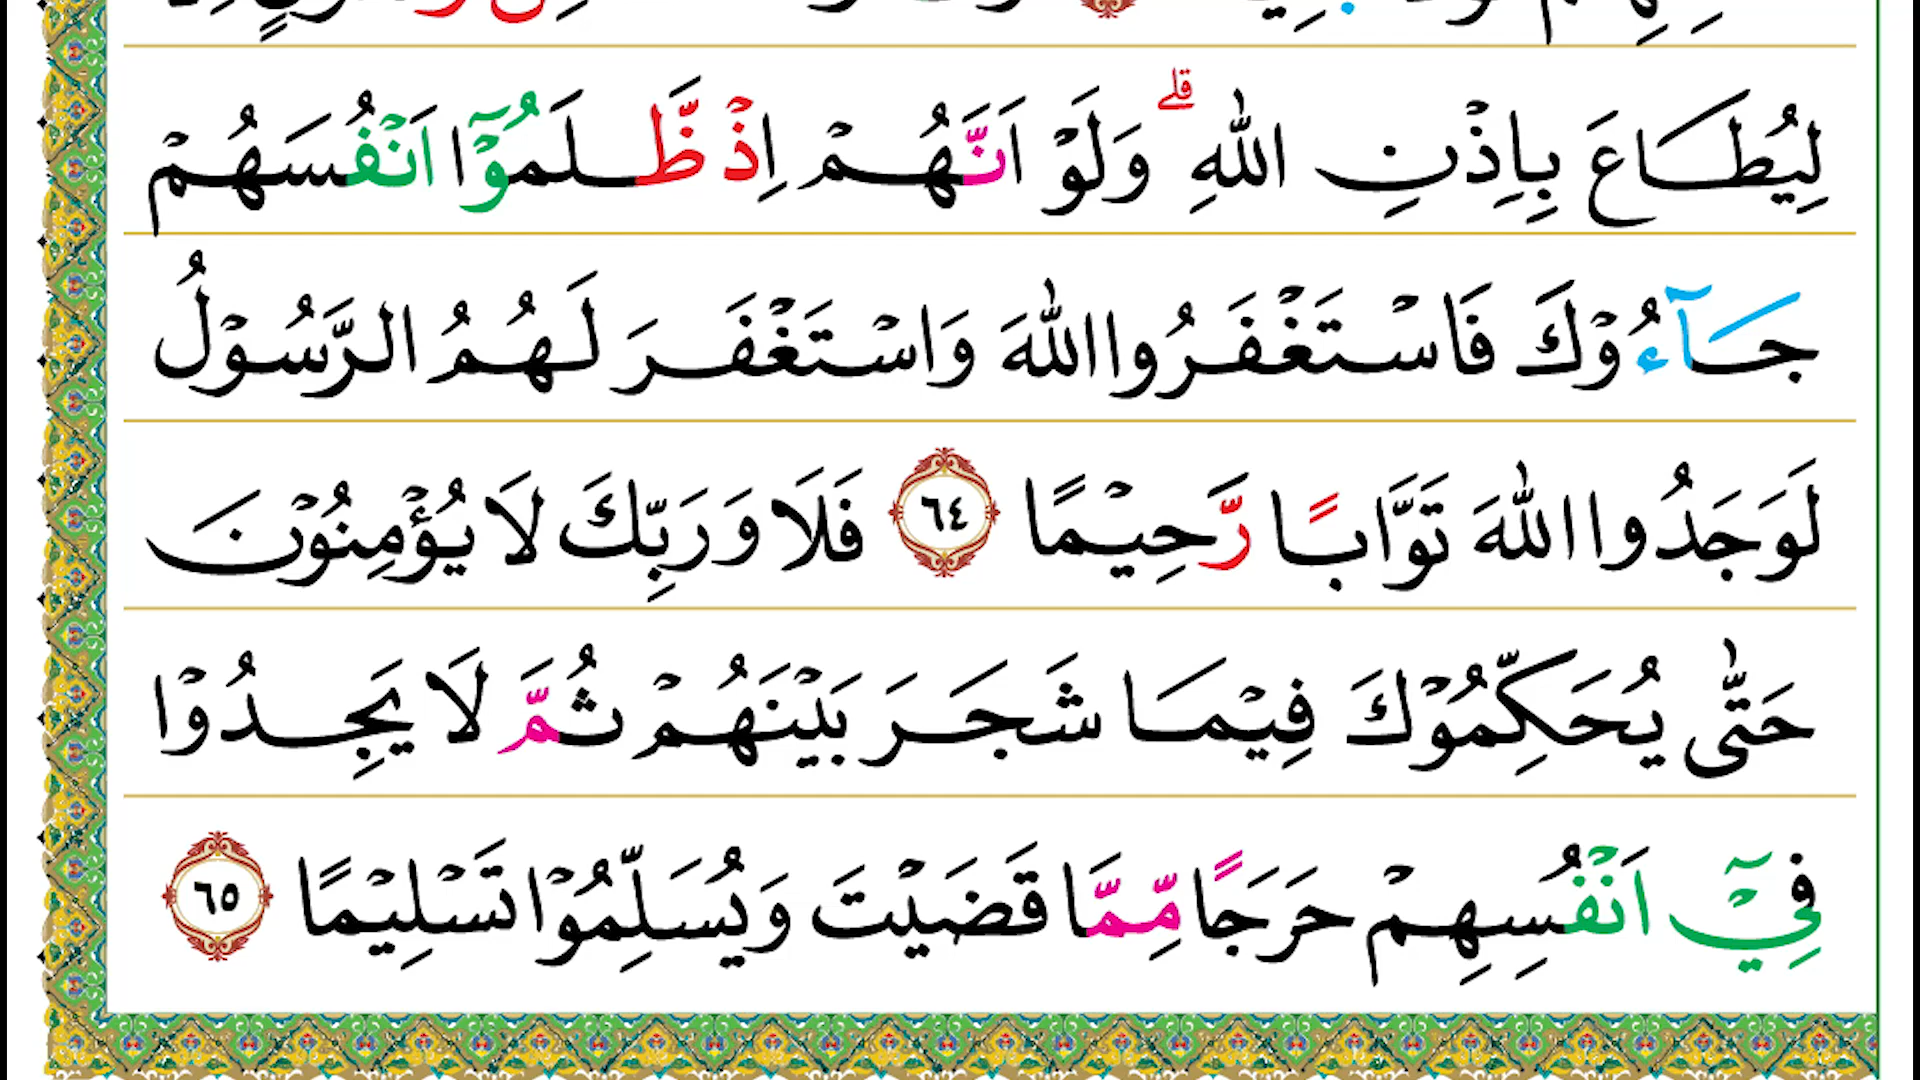 لِيُطَاعَ بِاِذْنِ اللّٰهِ ۗ وَلَوْ اَنَّهُمْ اِذْ ظَّلَمُوْٓا اَنْفُسَهُمْ
جَآءُوْكَ فَاسْتَغْفَرُوا اللّٰهَ وَاسْتَغْفَرَ لَهُمُ الرَّسُوْلُ
لَوَجَدُوا اللّٰهَ تَوَّابًا رَّحِيْمًا ٦٤ فَلَا وَرَبِّكَ لَا يُؤْمِنُوْنَ
حَتّٰى يُحَكِّمُوْكَ فِيْمَا شَجَرَ بَيْنَهُمْ ثُمَّ لَا يَجِدُوْا
فِيْٓ اَنْفُسِهِمْ حَرَجًا مِّمَّا قَضَيْتَ وَيُسَلِّمُوْا تَسْلِيْمًا ٦٥